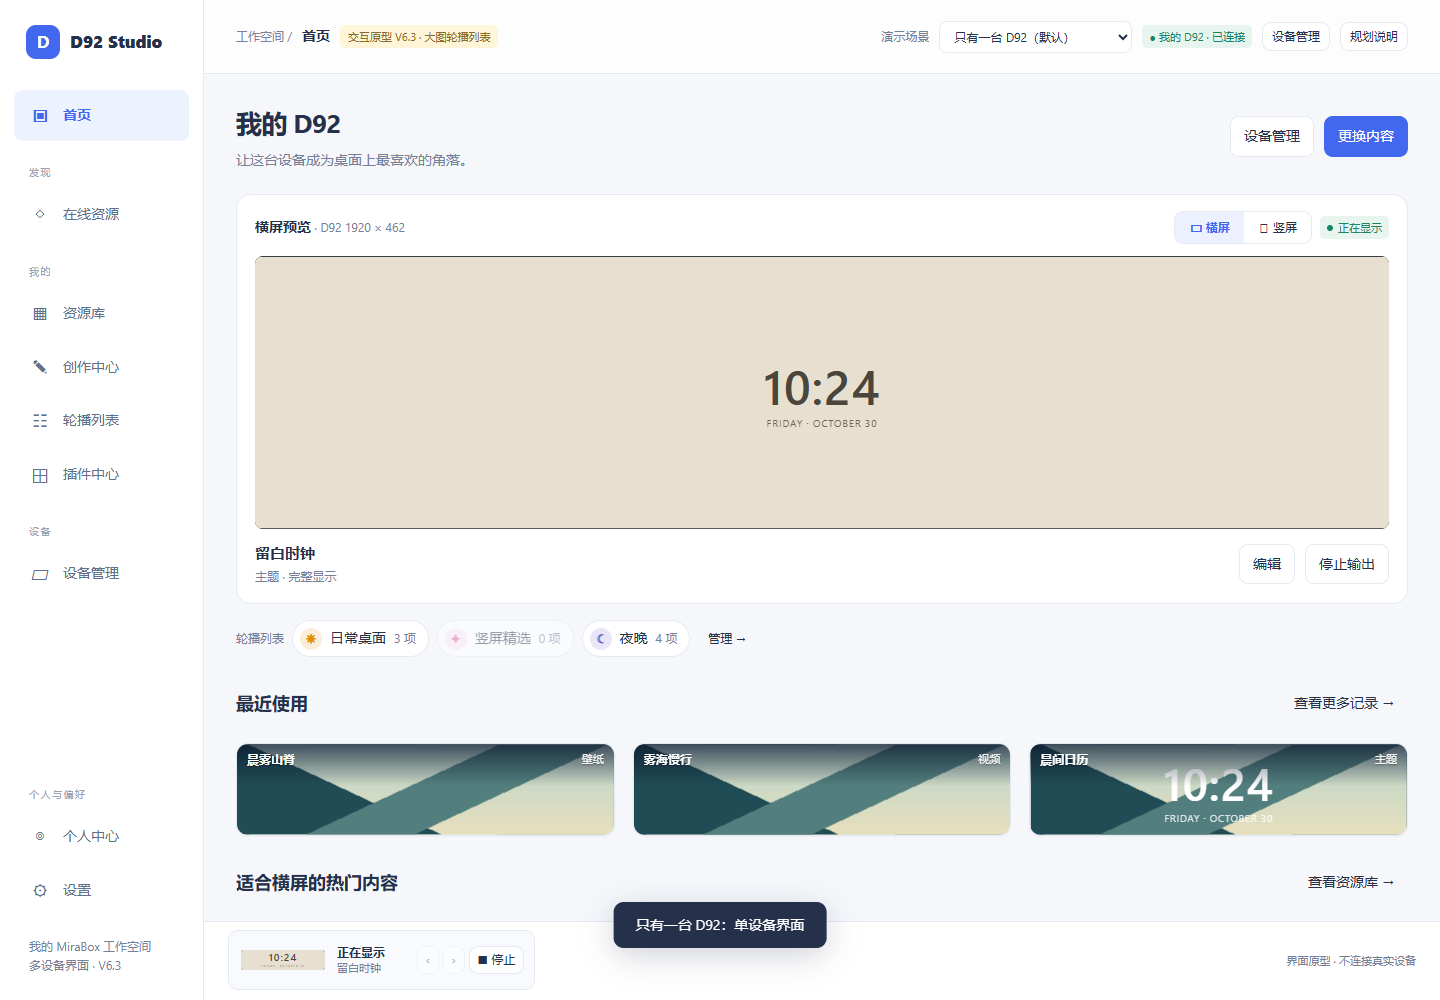 D D92 Studio
首页
发现
在线资源
我的
资源库
创作中心
轮播列表
插件中心
设备
设备管理
个人与偏好
个人中心
设置
我的 MiraBox 工作空间
多设备界面 · V6.3
工作空间 / 首页 交互原型 V6.3 · 大图轮播列表
演示场景 只有一台 D92（默认） 我的 D92 · 已连接 设备管理 规划说明
我的 D92
让这台设备成为桌面上最喜欢的角落。
设备管理 更换内容
横屏预览 · D92 1920 × 462
横屏 竖屏 正在显示
10:24
FRIDAY · OCTOBER 30
留白时钟
主题 · 完整显示
编辑 停止输出
轮播列表 日常桌面 3 项 竖屏精选 0 项 夜晚 4 项 管理 →
最近使用 查看更多记录 →
晨雾山脊 壁纸
雾海慢行 视频
晨间日历 主题
10:24
FRIDAY · OCTOBER 30
适合横屏的热门内容 查看资源库 →
只有一台 D92：单设备界面
10:24
正在显示
留白时钟
‹ › ■ 停止
界面原型 · 不连接真实设备